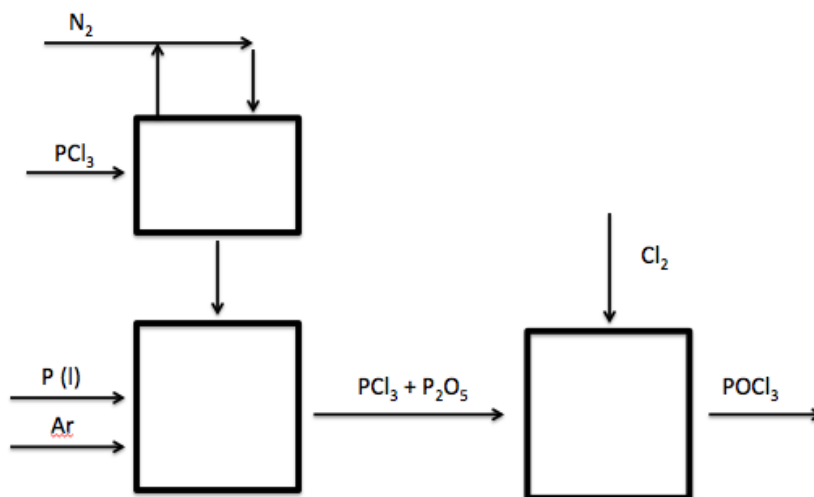 N₂
PCl₃
Cl₂
P (l)
PCl₃ + P₂O₅
POCl₃
Ar